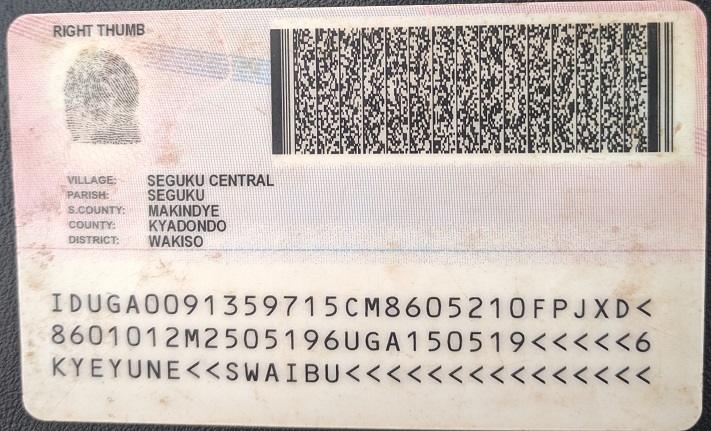 RIGHT THUMB
VILLAGE: SEGUKU CENTRAL
PARISH: SEGUKU
S.COUNTY: MAKINDYE
COUNTY: KYADONDO
DISTRICT: WAKISO
IDUGA0091359715CM8605210FPJXD<
8601012M2505196UGA150519<<<<<6
KYEYUNE<<SWAIBU<<<<<<<<<<<<<<<